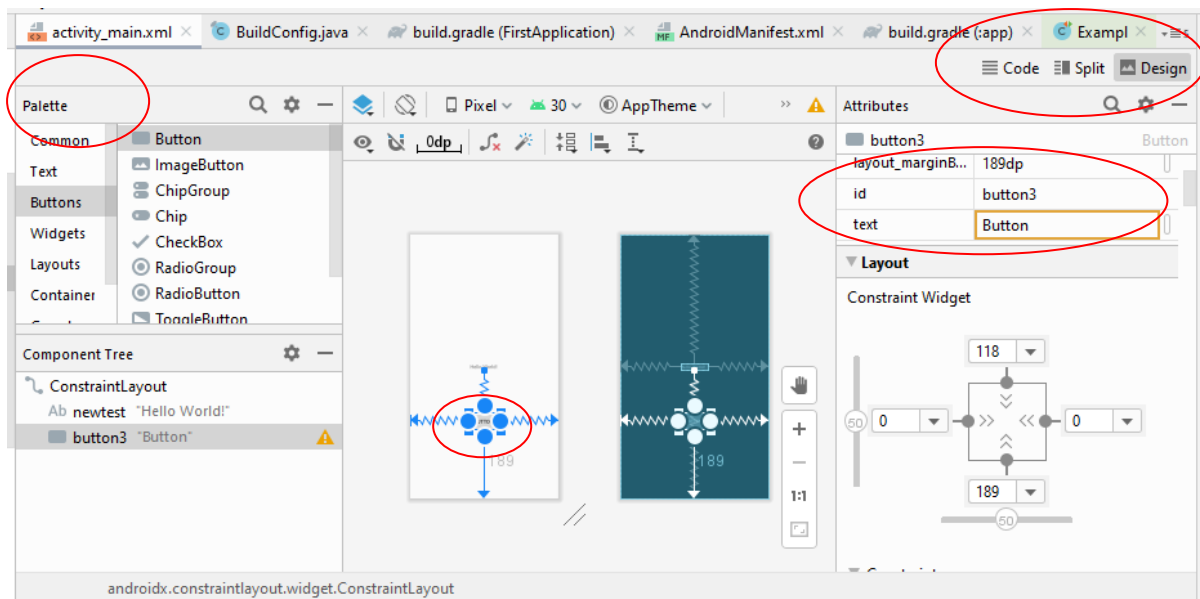 activity_main.xml BuildConfig.java build.gradle (FirstApplication) MF AndroidManifest.xml build.gradle (:app) C Exampl
Code Split Design
Palette
Pixel 30 AppTheme
Attributes
Common
Text
Buttons
Widgets
Layouts
Container
Button
ImageButton
ChipGroup
Chip
CheckBox
RadioGroup
RadioButton
ToggleButton
0dp
button3 Button
layout_marginB... 189dp
id button3
text Button
Layout
Constraint Widget
118
50 0 0
189
50
189
189
1:1
Component Tree
ConstraintLayout
Ab newtest "Hello World!"
button3 "Button"
androidx.constraintlayout.widget.ConstraintLayout